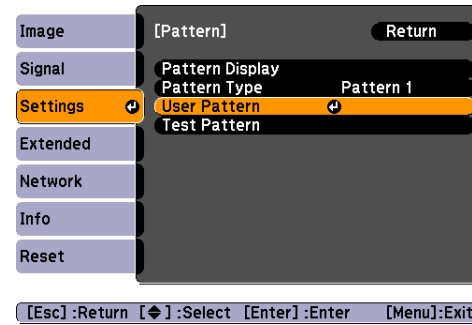 Image
Signal
Settings
Extended
Network
Info
Reset
[Pattern] Return
Pattern Display
Pattern Type Pattern 1
User Pattern
Test Pattern
[Esc] :Return [◆] :Select [Enter] :Enter [Menu]:Exit